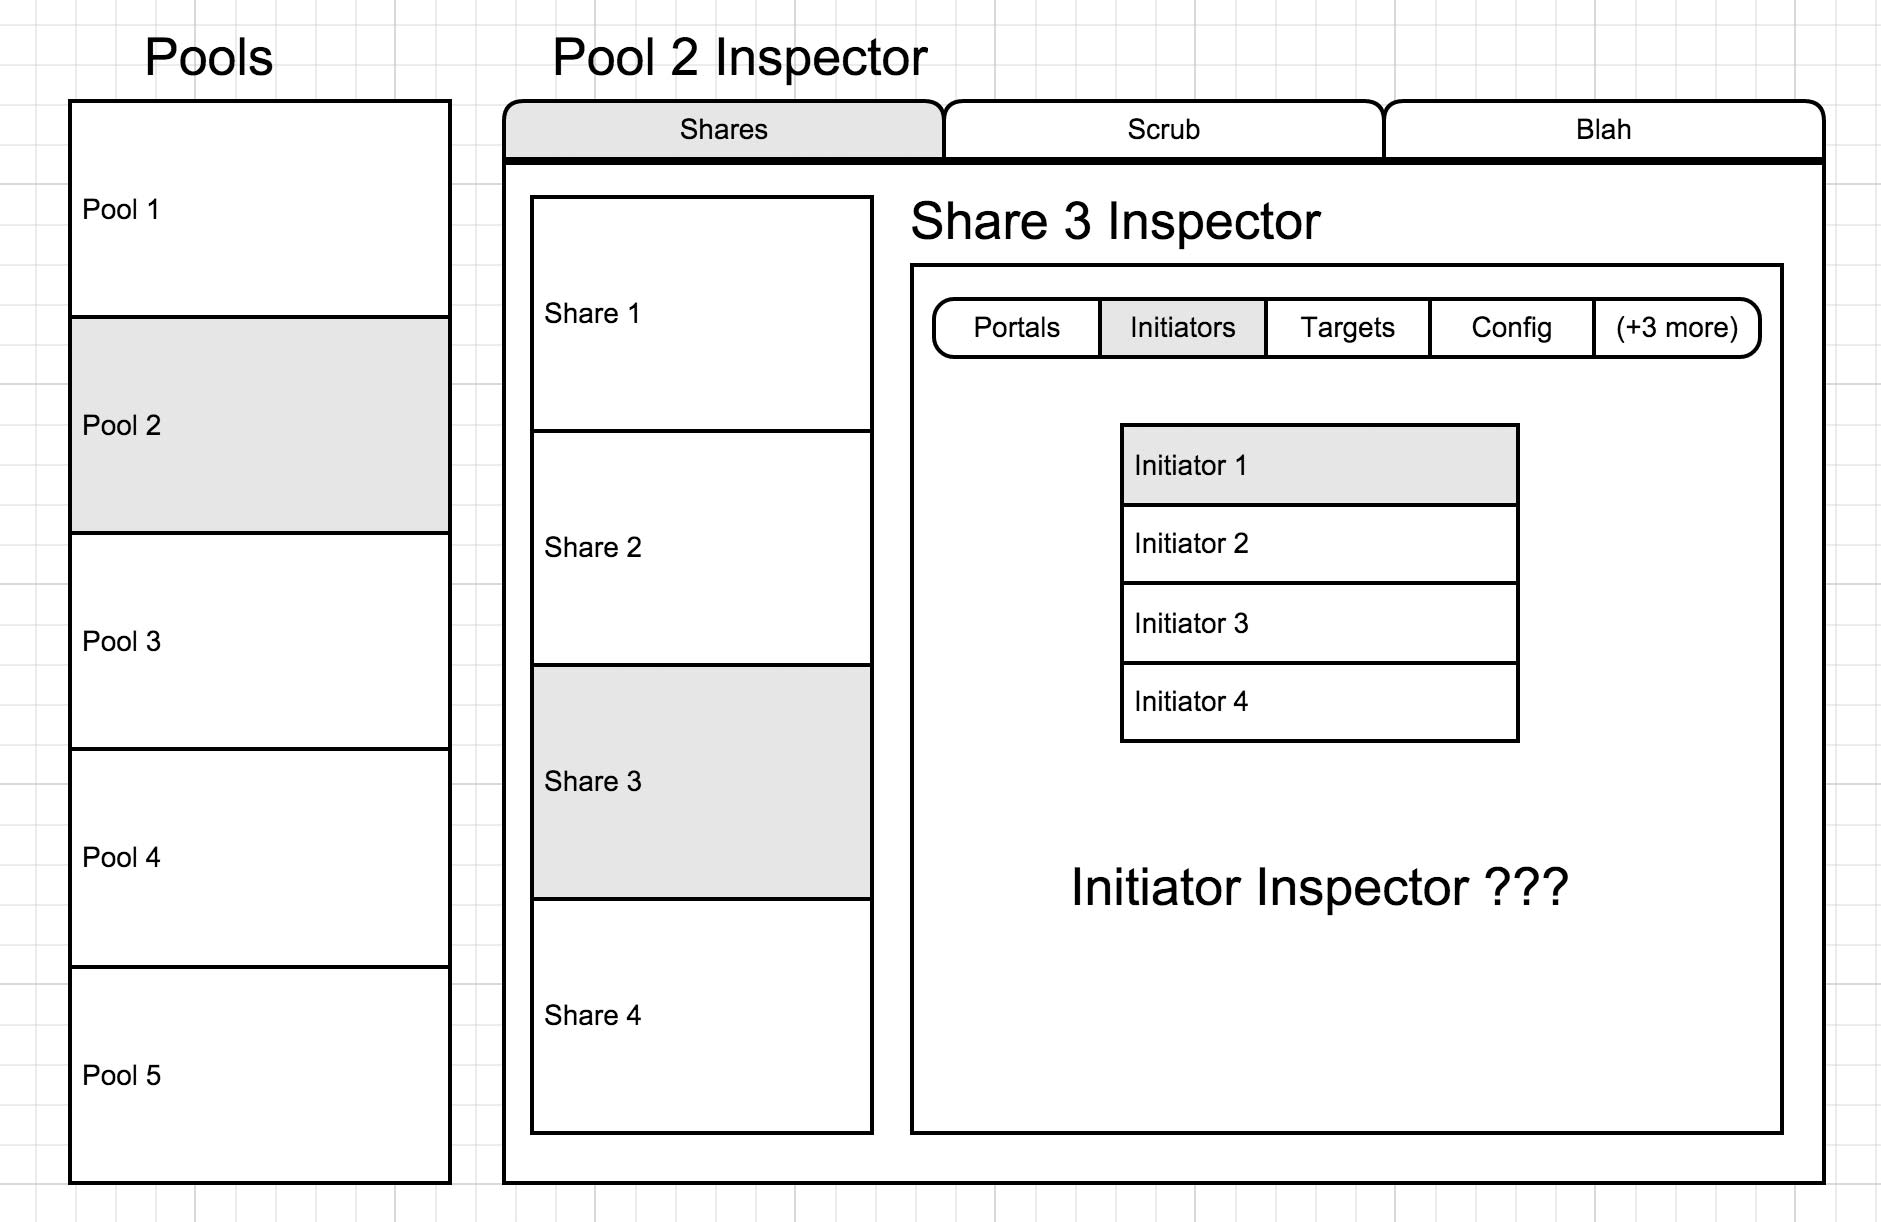 Pools
Pool 1
Pool 2
Pool 3
Pool 4
Pool 5
Pool 2 Inspector
Shares
Scrub
Blah
Share 1
Share 2
Share 3
Share 4
Share 3 Inspector
Portals
Initiators
Targets
Config
(+3 more)
Initiator 1
Initiator 2
Initiator 3
Initiator 4
Initiator Inspector ???